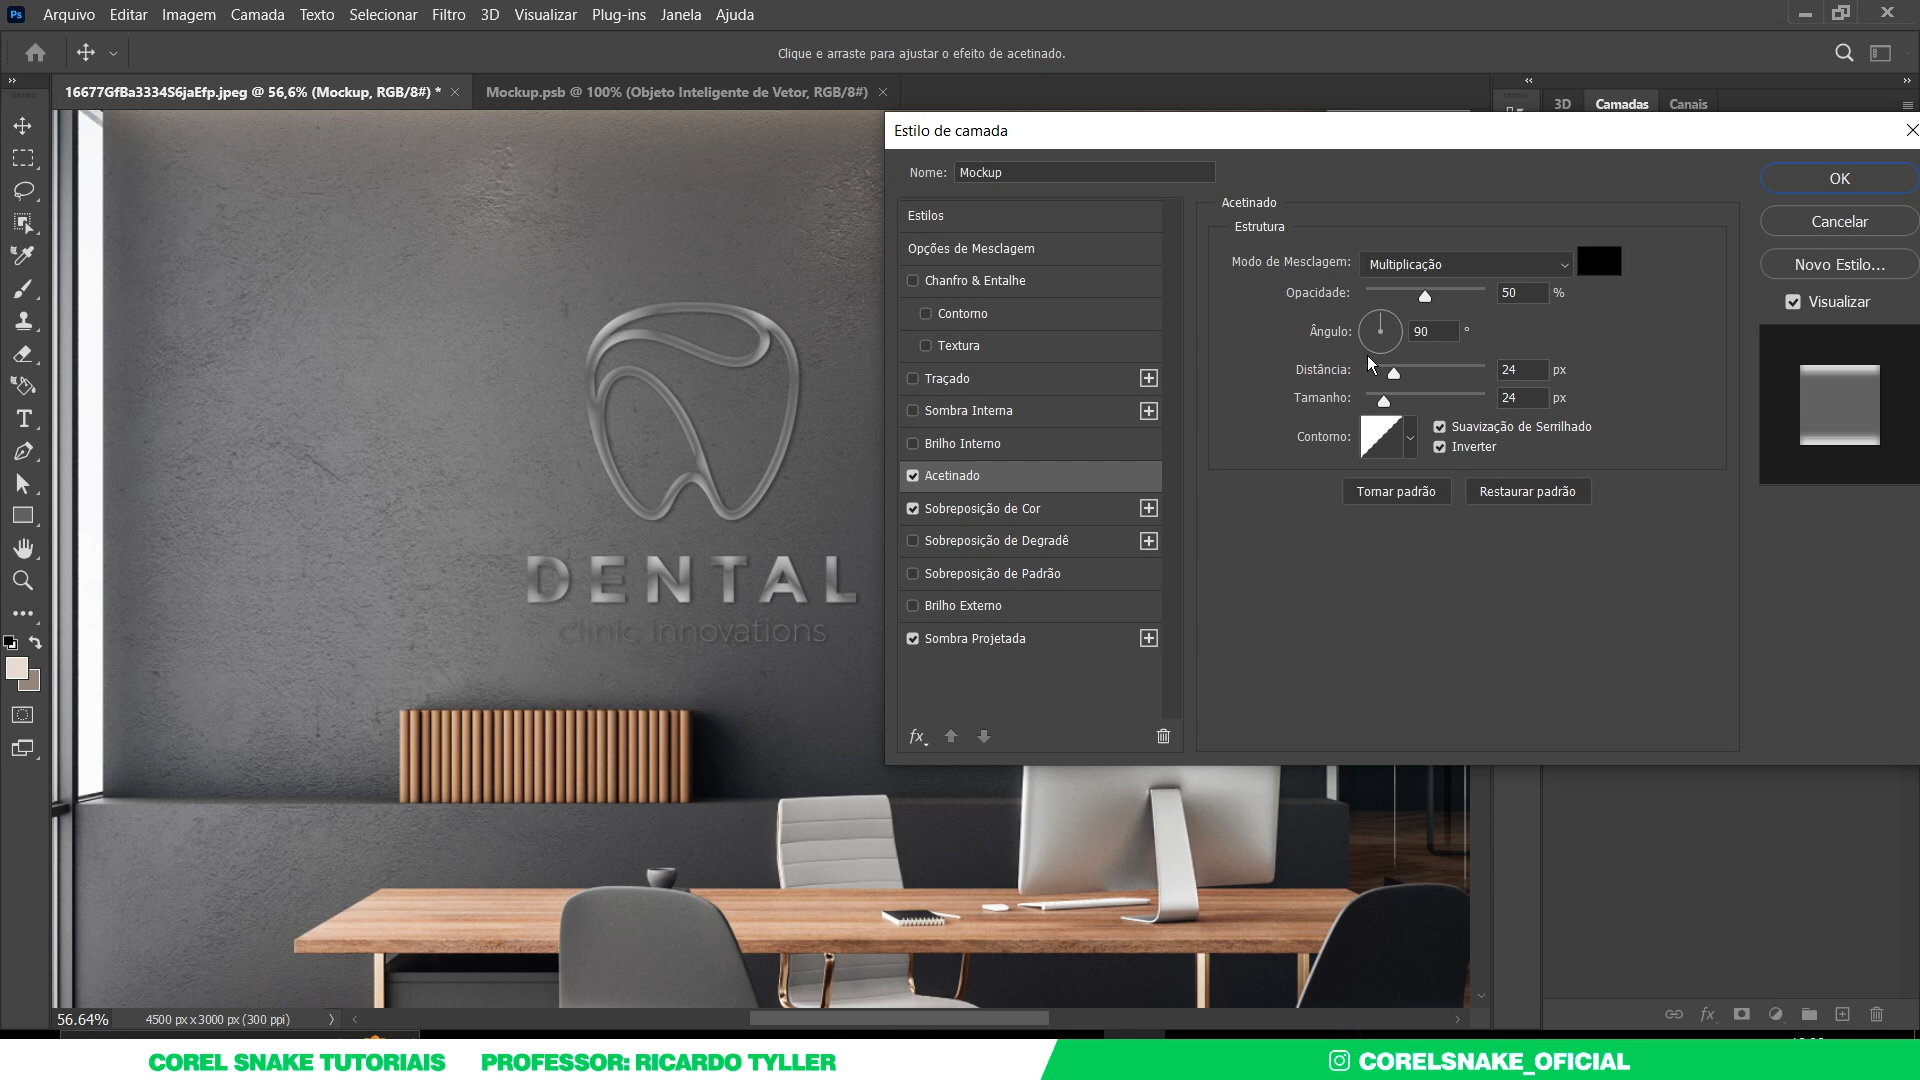 Ps Arquivo Editar Imagem Camada Texto Selecionar Filtro 3D Visualizar Plug-ins Janela Ajuda
Clique e arraste para ajustar o efeito de acetinado.
16677GfBa3334S6jaEfp.jpeg @ 56,6% (Mockup, RGB/8#) *
Mockup.psb @ 100% (Objeto Inteligente de Vetor, RGB/8#)
3D Camadas Canais
Estilo de camada
Nome: Mockup
Estilos
Opções de Mesclagem
Chanfro & Entalhe
Contorno
Textura
Traçado
Sombra Interna
Brilho Interno
Acetinado
Sobreposição de Cor
Sobreposição de Degradê
Sobreposição de Padrão
Brilho Externo
Sombra Projetada
fx
Acetinado
Estrutura
Modo de Mesclagem: Multiplicação
Opacidade: 50 %
Ângulo: 90 °
Distância: 24 px
Tamanho: 24 px
Contorno:
Suavização de Serrilhado
Inverter
Tornar padrão Restaurar padrão
OK
Cancelar
Novo Estilo...
Visualizar
DENTAL
clinic innovations
56.64% 4500 px x 3000 px (300 ppi)
fx
COREL SNAKE TUTORIAIS PROFESSOR: RICARDO TYLLER
CORELSNAKE_OFICIAL